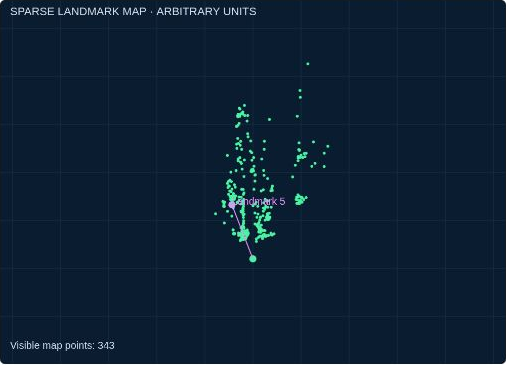 SPARSE LANDMARK MAP · ARBITRARY UNITS
Landmark 5
Visible map points: 343